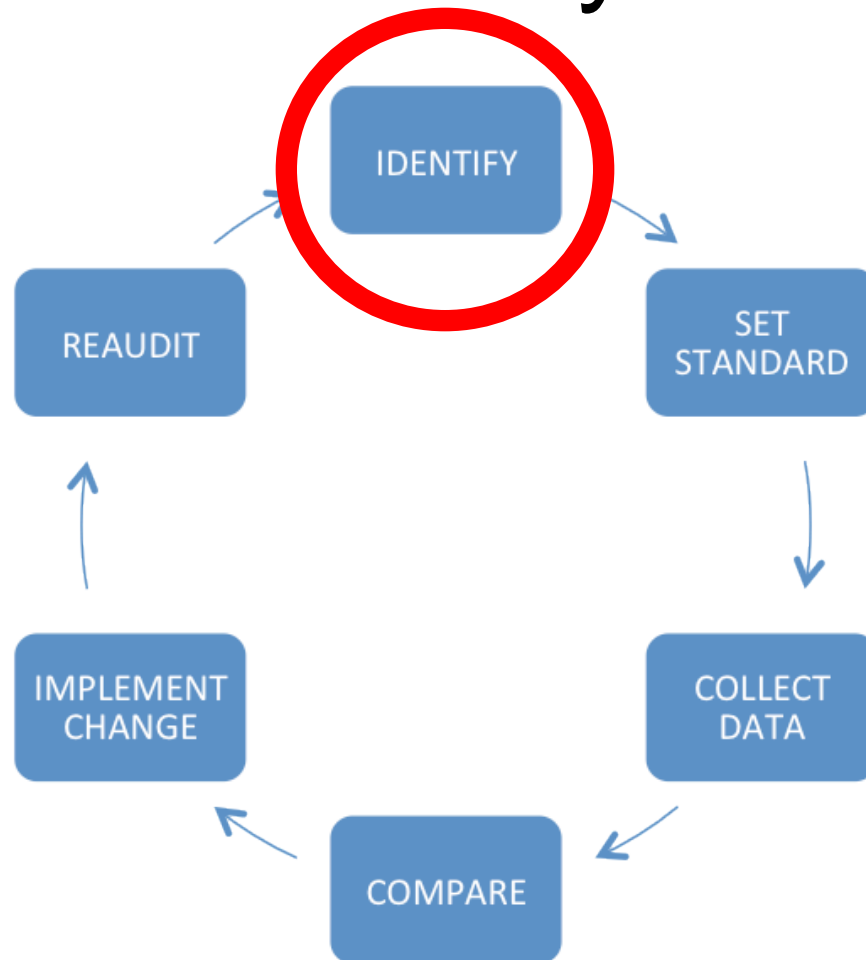 IDENTIFY
SET
STANDARD
COLLECT
DATA
COMPARE
IMPLEMENT
CHANGE
REAUDIT